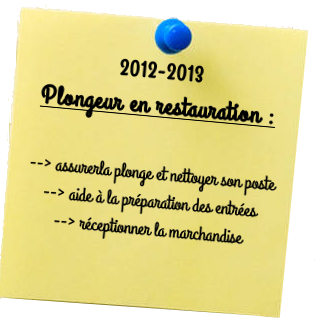 2012-2013
Plongeur en restauration :
--> assurerla plonge et nettoyer son poste
--> aide à la préparation des entrées
--> réceptionner la marchandise